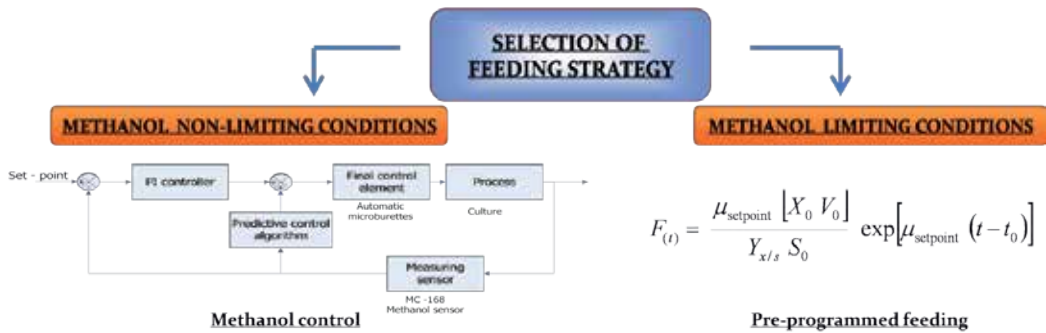 SELECTION OF
FEEDING STRATEGY
METHANOL NON-LIMITING CONDITIONS
METHANOL LIMITING CONDITIONS
Set - point
PI controller
Final control
element
Process
Automatic
microburettes
Culture
Predictive control
algorithm
Measuring
sensor
MC -168
Methanol sensor
Methanol control
F(t) = μsetpoint [X0 V0] / Yx/s S0 exp[μsetpoint (t−t0)]
Pre-programmed feeding